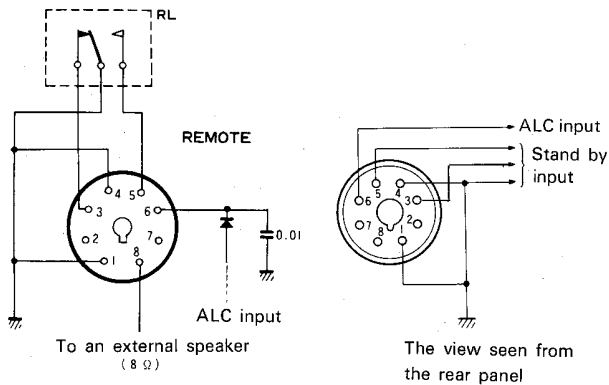 RL
REMOTE
4
5
3
6
2
7
1
8
0.01
ALC input
To an external speaker
(8 Ω)
ALC input
Stand by
input
5
4
6
3
7
2
8
1
The view seen from
the rear panel